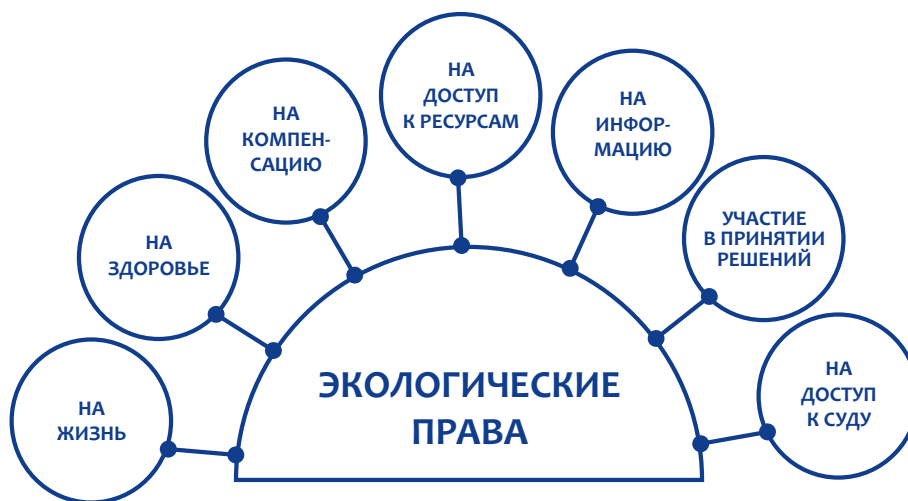 НА
ДОСТУП
К РЕСУРСАМ
НА
КОМПЕН-
САЦИЮ
НА
ИНФОР-
МАЦИЮ
НА
ЗДОРОВЬЕ
УЧАСТИЕ
В ПРИНЯТИИ
РЕШЕНИЙ
НА
ЖИЗНЬ
НА
ДОСТУП
К СУДУ
ЭКОЛОГИЧЕСКИЕ
ПРАВА